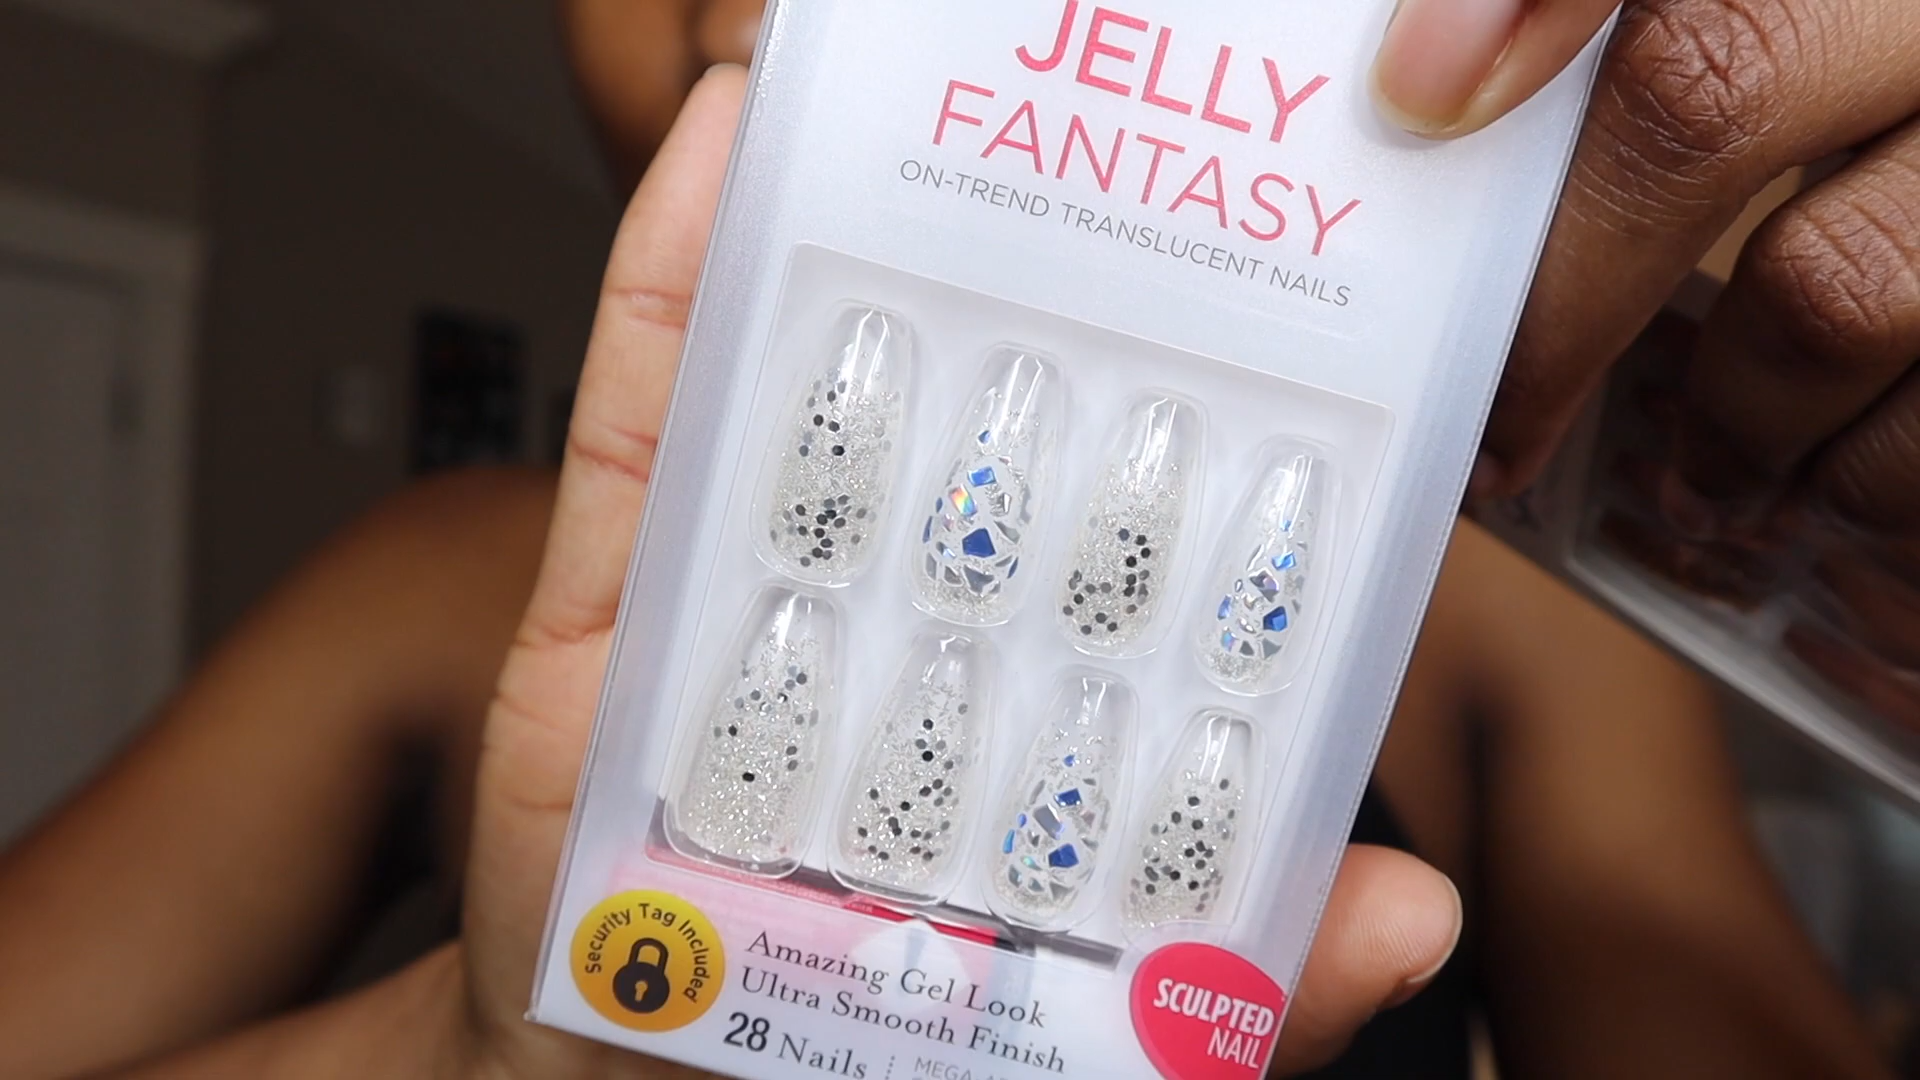 JELLY
FANTASY
ON-TREND TRANSLUCENT NAILS
Security Tag Included
Amazing Gel Look
Ultra Smooth Finish
28 Nails
SCULPTED
NAIL